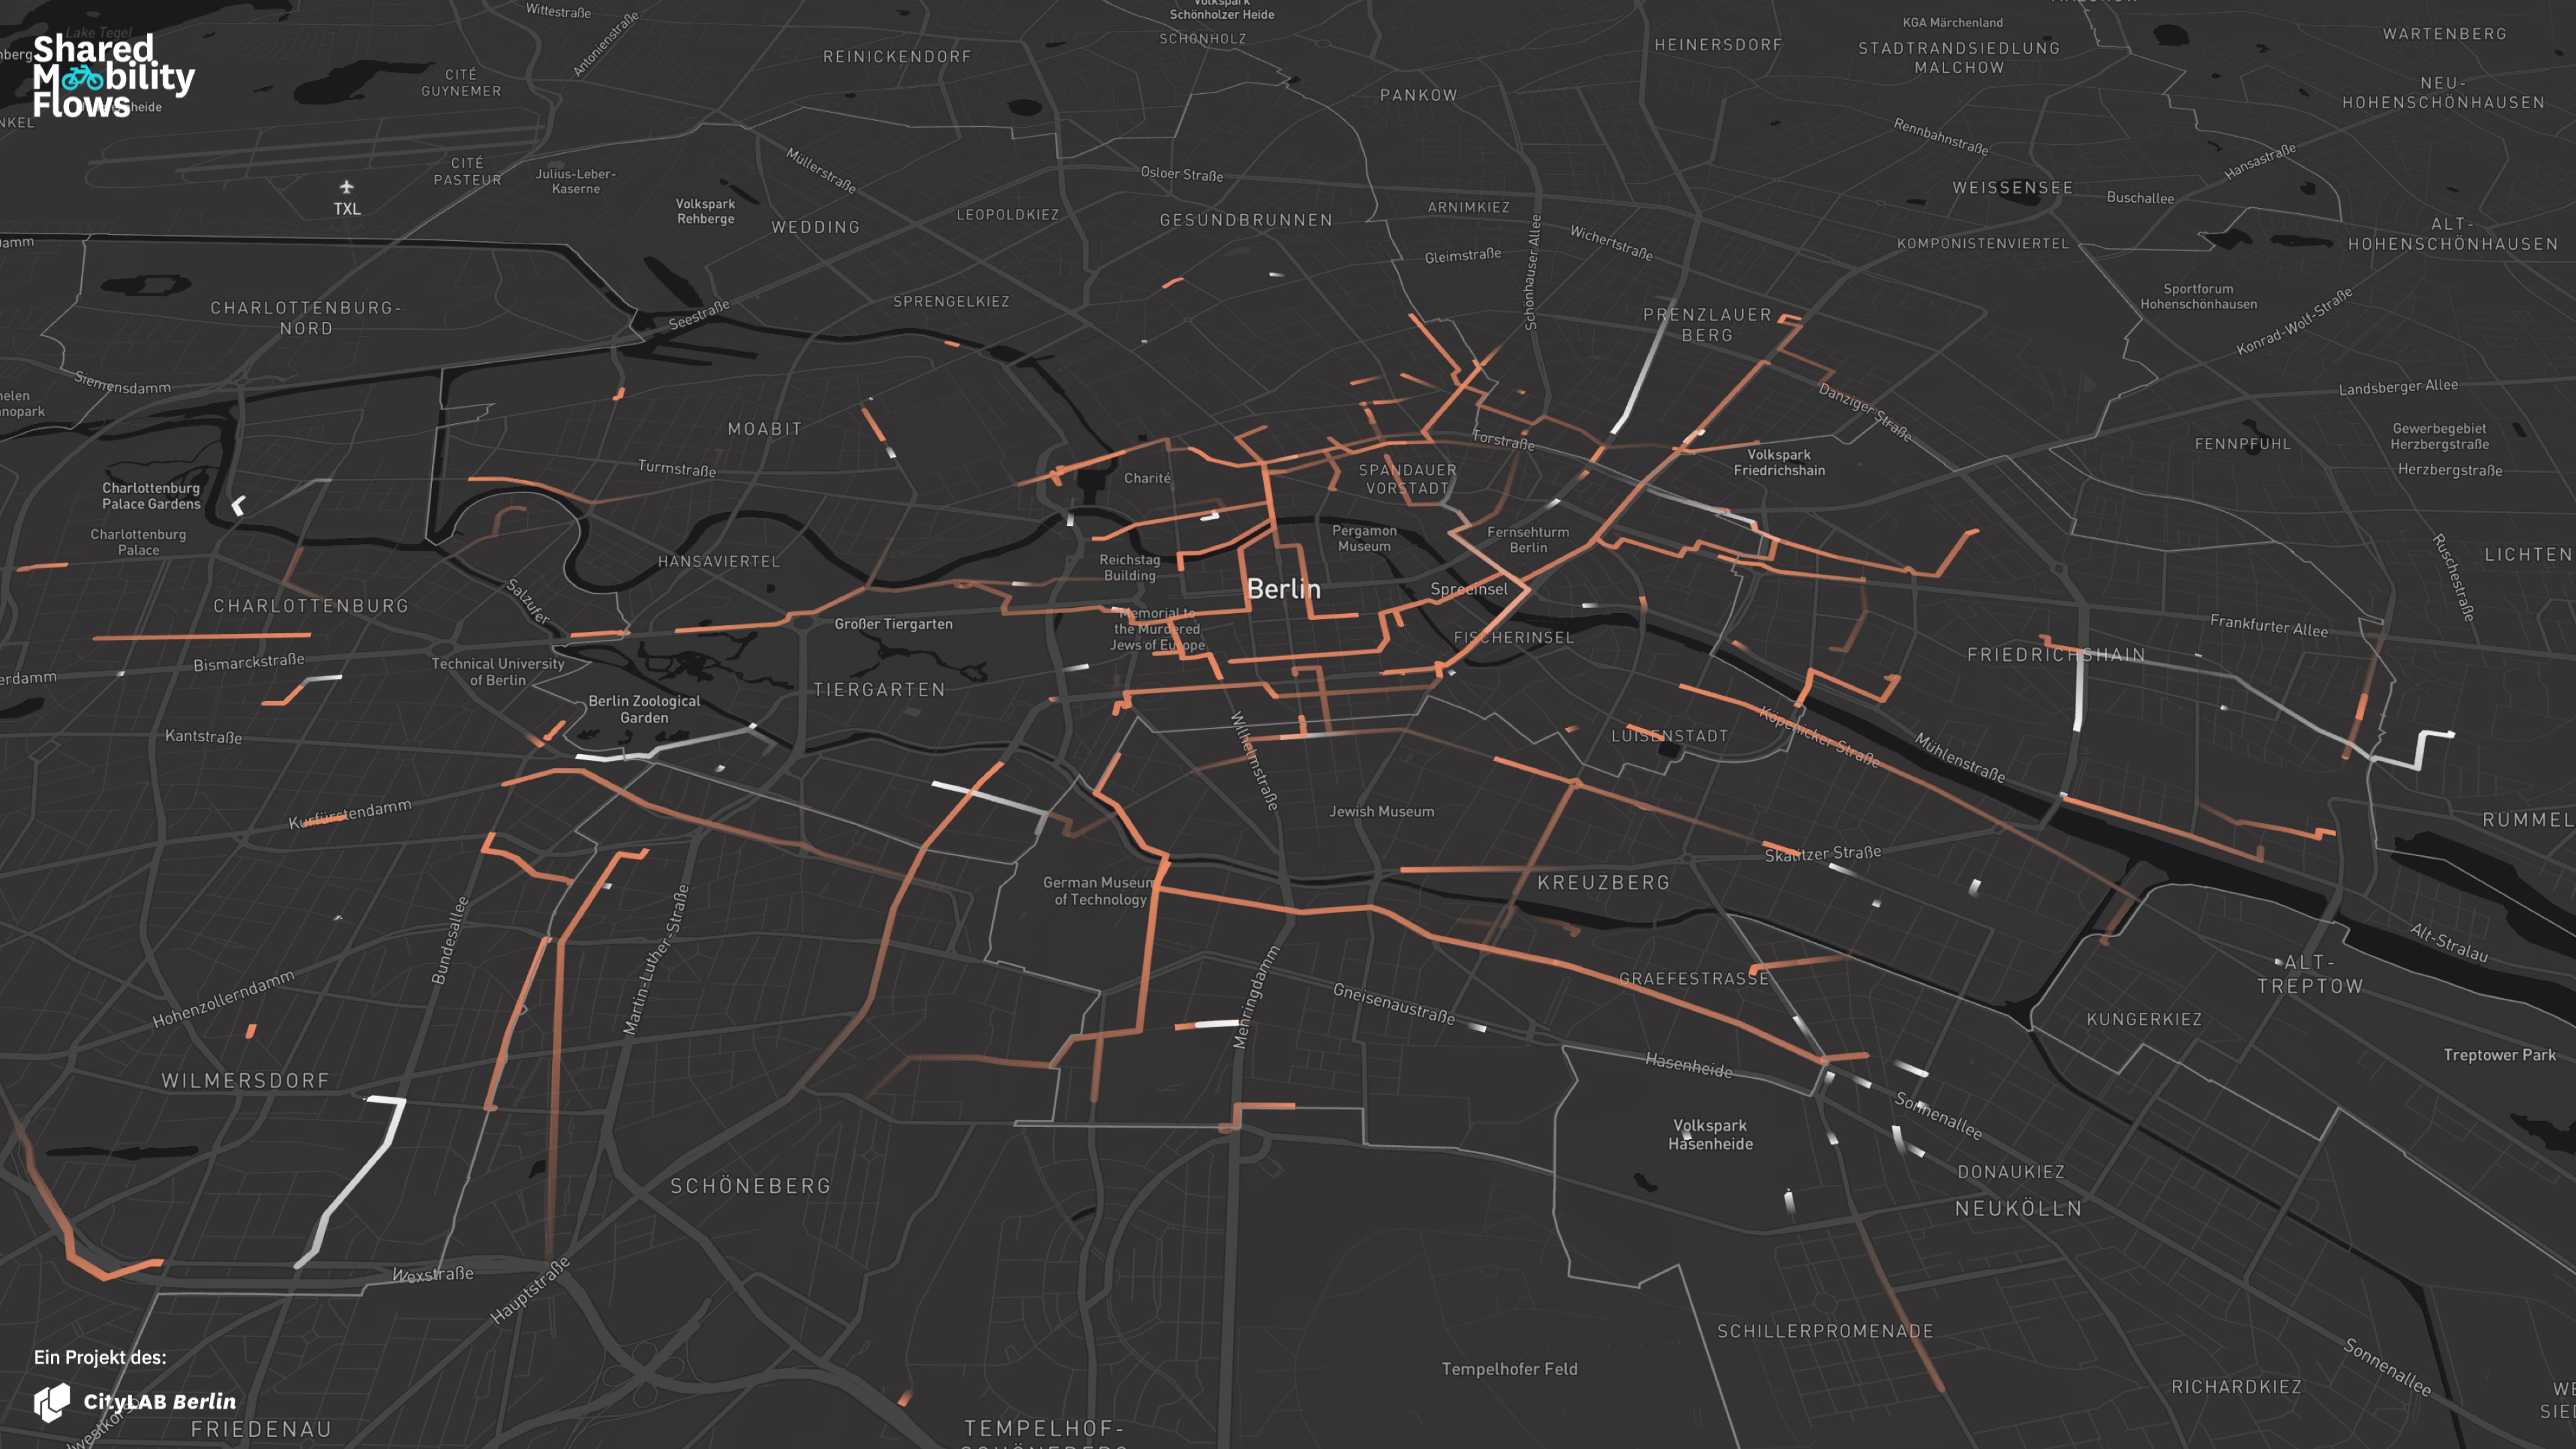 Shared
Mobility
Flows
Lake Tegel
Wittestraße
Antonienstraße
Volkspark
Schönholzer Heide
SCHÖNHOLZ
REINICKENDORF
HEINERSDORF
KGA Märchenland
STADTRANDSIEDLUNG
MALCHOW
WARTENBERG
CITÉ
GUYNEMER
NEU-
HOHENSCHÖNHAUSEN
PANKOW
CITÉ
PASTEUR
Julius-Leber-
Kaserne
Müllerstraße
Osloer Straße
Rennbahnstraße
Hansastraße
TXL
Volkspark
Rehberge
WEDDING
LEOPOLDKIEZ
GESUNDBRUNNEN
ARNIMKIEZ
WEISSENSEE
Buschallee
ALT-
HOHENSCHÖNHAUSEN
KOMPONISTENVIERTEL
Gleimstraße
Schönhauser Allee
Wichertstraße
CHARLOTTENBURG-
NORD
Seestraße
SPRENGELKIEZ
PRENZLAUER
BERG
Sportforum
Hohenschönhausen
Konrad-Wolf-Straße
Siemensdamm
Danziger Straße
Landsberger Allee
MOABIT
Turmstraße
Torstraße
FENNPFUHL
Gewerbegebiet
Herzbergstraße
Herzbergstraße
Charlottenburg
Palace Gardens
Charité
SPANDAUER
VORSTADT
Volkspark
Friedrichshain
Charlottenburg
Palace
HANSAVIERTEL
Reichstag
Building
Pergamon
Museum
Fernsehturm
Berlin
Ruschestraße
LICHTEN
CHARLOTTENBURG
Salzufer
Berlin
Spreeinsel
Großer Tiergarten
Memorial to
the Murdered
Jews of Europe
FISCHERINSEL
Frankfurter Allee
FRIEDRICHSHAIN
Bismarckstraße
Technical University
of Berlin
TIERGARTEN
Berlin Zoological
Garden
Kantstraße
Wilhelmstraße
LUISENSTADT
Köpenicker Straße
Mühlenstraße
Kurfürstendamm
Jewish Museum
RUMMEL
Skalitzer Straße
German Museum
of Technology
KREUZBERG
Bundesallee
Martin-Luther-Straße
Hohenzollerndamm
Mehringdamm
Gneisenaustraße
GRAEFESTRASSE
Alt-Stralau
ALT-
TREPTOW
KUNGERKIEZ
Treptower Park
WILMERSDORF
Hasenheide
Sonnenallee
Volkspark
Hasenheide
DONAUKIEZ
NEUKÖLLN
SCHÖNEBERG
Wexstraße
Hauptstraße
SCHILLERPROMENADE
Tempelhofer Feld
Sonnenallee
RICHARDKIEZ
Ein Projekt des:
CityLAB Berlin
FRIEDENAU
TEMPELHOF-